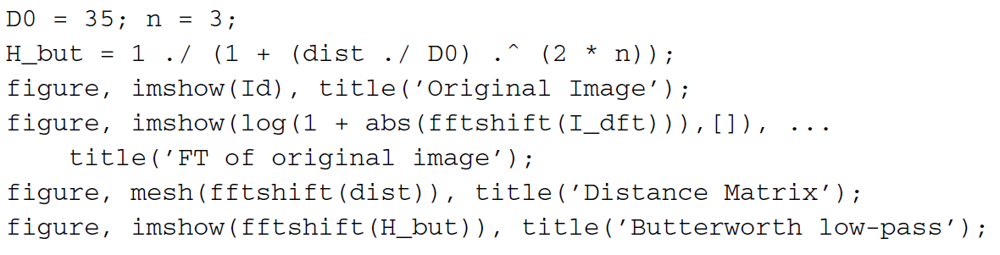 D0 = 35; n = 3;
H_but = 1 ./ (1 + (dist ./ D0) .^ (2 * n));
figure, imshow(Id), title(’Original Image’);
figure, imshow(log(1 + abs(fftshift(I_dft))),[]), ...
    title(’FT of original image’);
figure, mesh(fftshift(dist)), title(’Distance Matrix’);
figure, imshow(fftshift(H_but)), title(’Butterworth low-pass’);